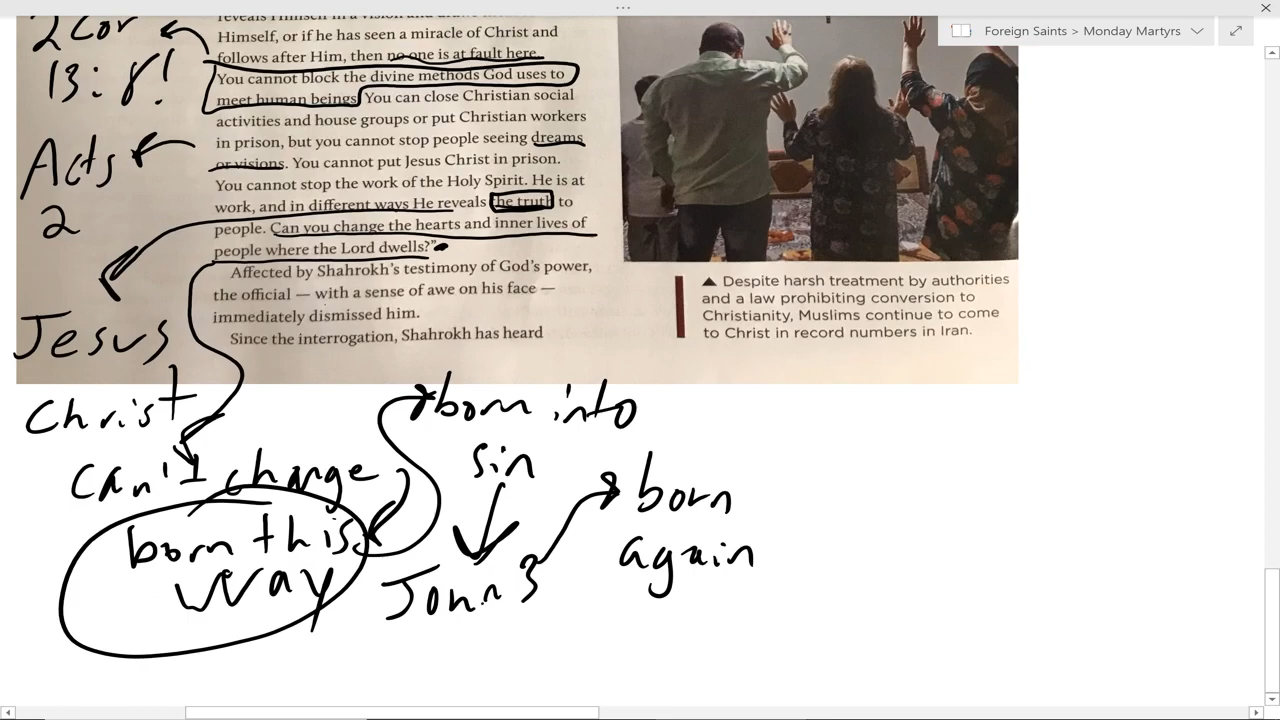 Foreign Saints > Monday Martyrs
2 Cor
13:8!
Acts
2
Jesus
Christ
can't change
born this
way
born into
sin
John 3
born
again
Himself, or if he has seen a miracle of Christ and
follows after Him, then no one is at fault here.
You cannot block the divine methods God uses to
meet human beings. You can close Christian social
activities and house groups or put Christian workers
in prison, but you cannot stop people seeing dreams
or visions. You cannot put Jesus Christ in prison.
You cannot stop the work of the Holy Spirit. He is at
work, and in different ways He reveals the truth to
people. Can you change the hearts and inner lives of
people where the Lord dwells?"
Affected by Shahrokh's testimony of God's power,
the official — with a sense of awe on his face —
immediately dismissed him.
Since the interrogation, Shahrokh has heard
▲ Despite harsh treatment by authorities
and a law prohibiting conversion to
Christianity, Muslims continue to come
to Christ in record numbers in Iran.